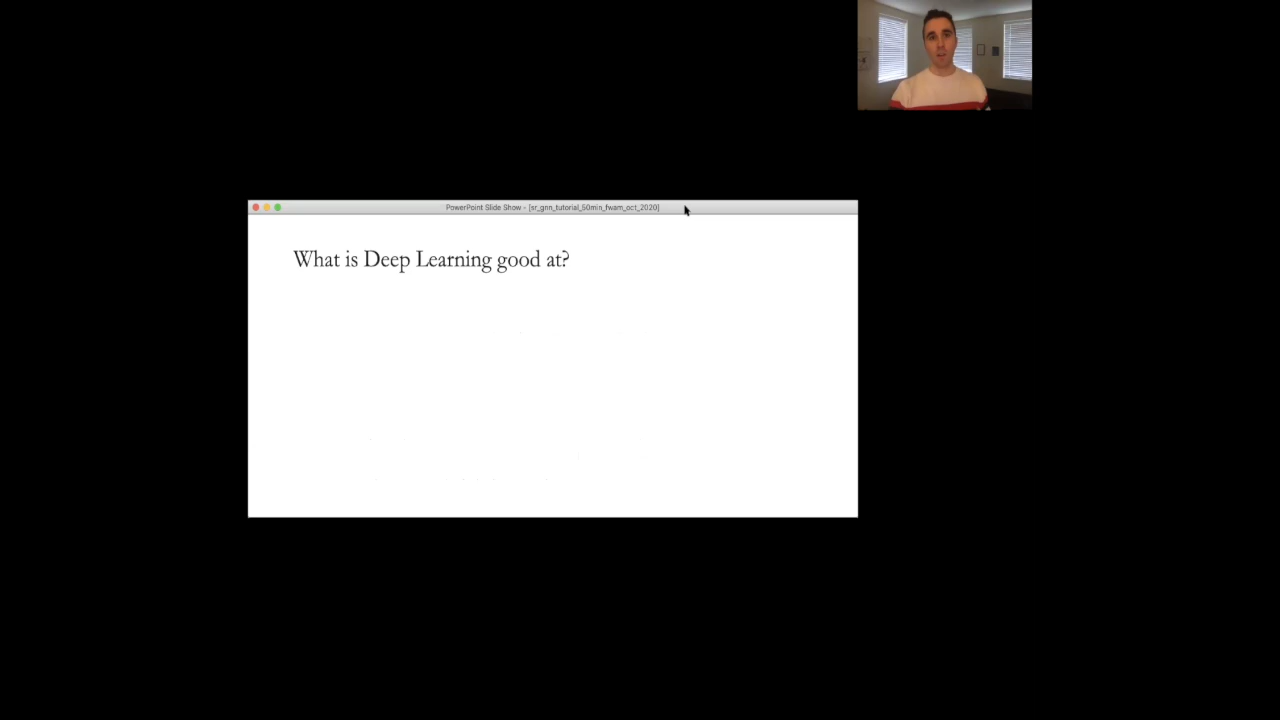 PowerPoint Slide Show - [sr_gnn_tutorial_50min_fwam_oct_2020]
What is Deep Learning good at?